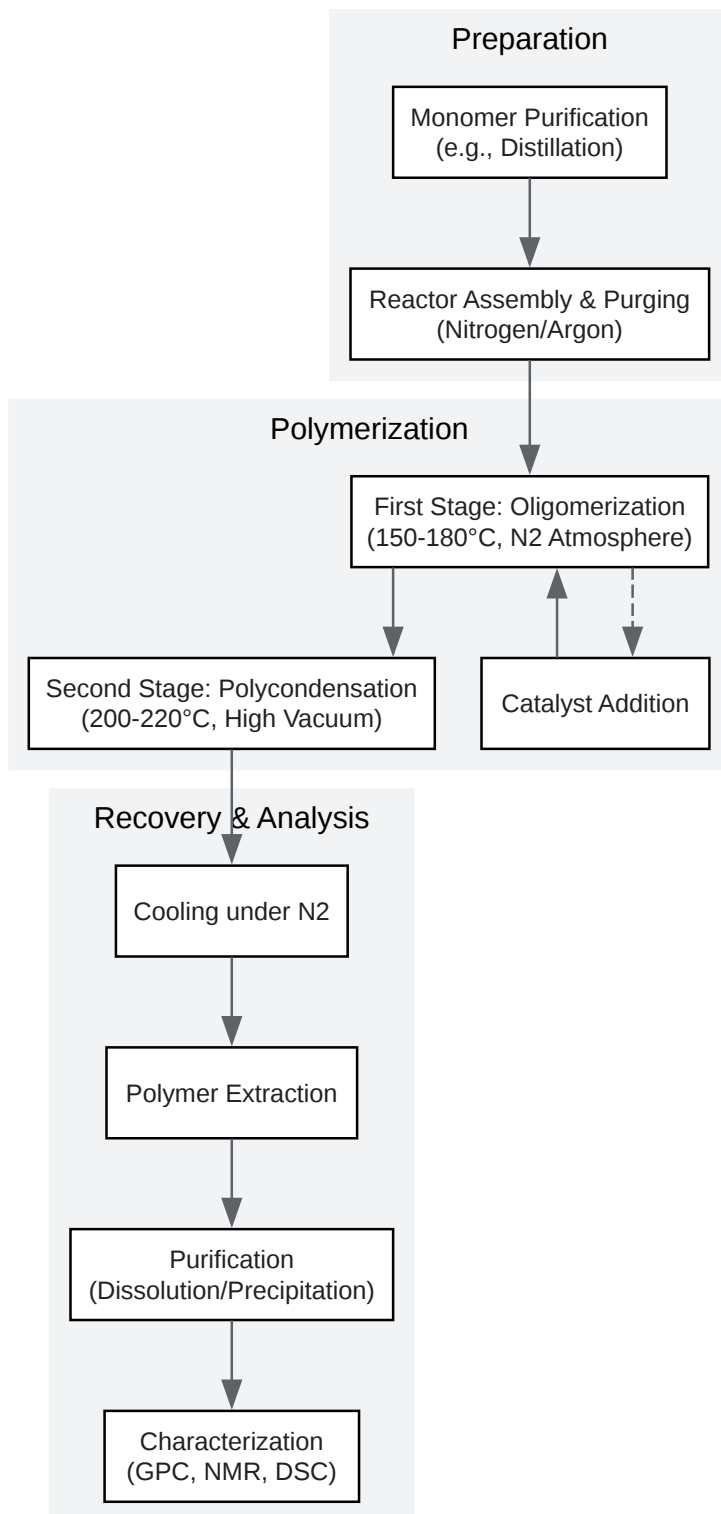 Preparation
Monomer Purification
(e.g., Distillation)
Reactor Assembly & Purging
(Nitrogen/Argon)
Polymerization
First Stage: Oligomerization
(150-180°C, N2 Atmosphere)
Second Stage: Polycondensation
(200-220°C, High Vacuum)
Catalyst Addition
Recovery & Analysis
Cooling under N2
Polymer Extraction
Purification
(Dissolution/Precipitation)
Characterization
(GPC, NMR, DSC)